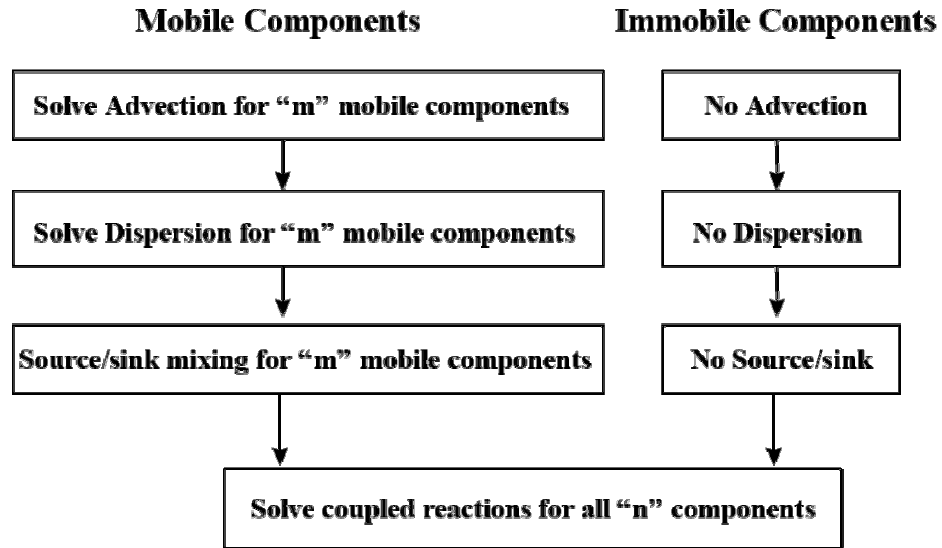 Mobile Components
Immobile Components
Solve Advection for “m” mobile components
No Advection
Solve Dispersion for “m” mobile components
No Dispersion
Source/sink mixing for “m” mobile components
No Source/sink
Solve coupled reactions for all “n” components